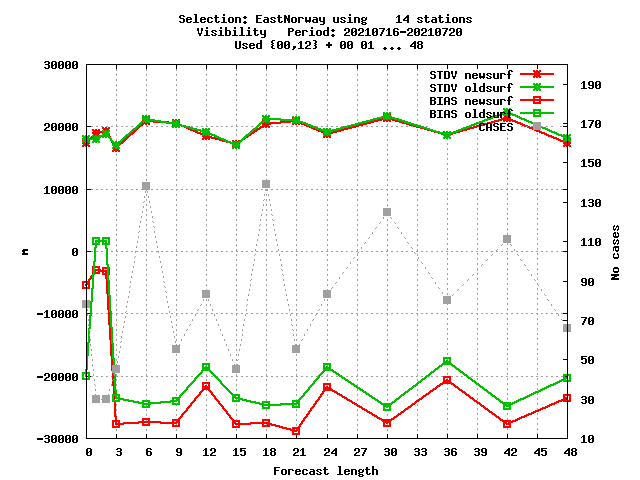 Selection: EastNorway using    14 stations
Visibility   Period: 20210716-20210720
Used {00,12} + 00 01 ... 48
30000
20000
10000
0
-10000
-20000
-30000
m
STDV newsurf
STDV oldsurf
BIAS newsurf
BIAS oldsurf
CASES
190
170
150
130
110
90
70
50
30
10
No cases
0 3 6 9 12 15 18 21 24 27 30 33 36 39 42 45 48
Forecast length